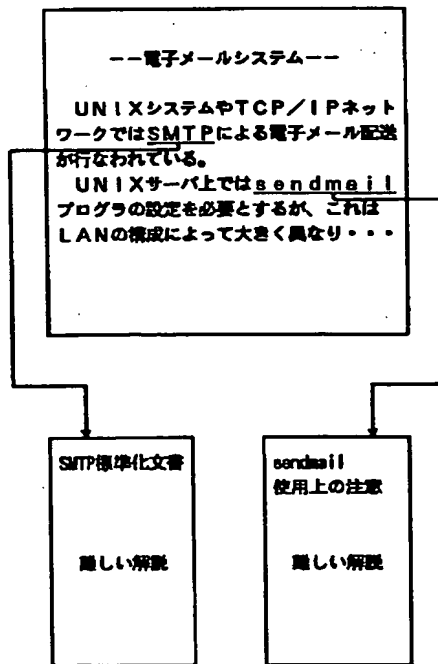 －－電子メールシステム－－
　UNIXシステムやTCP／IPネット
ワークではSMTPによる電子メール配送
が行なわれている。
　UNIXサーバ上ではsendmail
プログラの設定を必要とするが、これは
LANの構成によって大きく異なり・・・
SMTP標準化文書
難しい解説
sendmail
使用上の注意
難しい解説